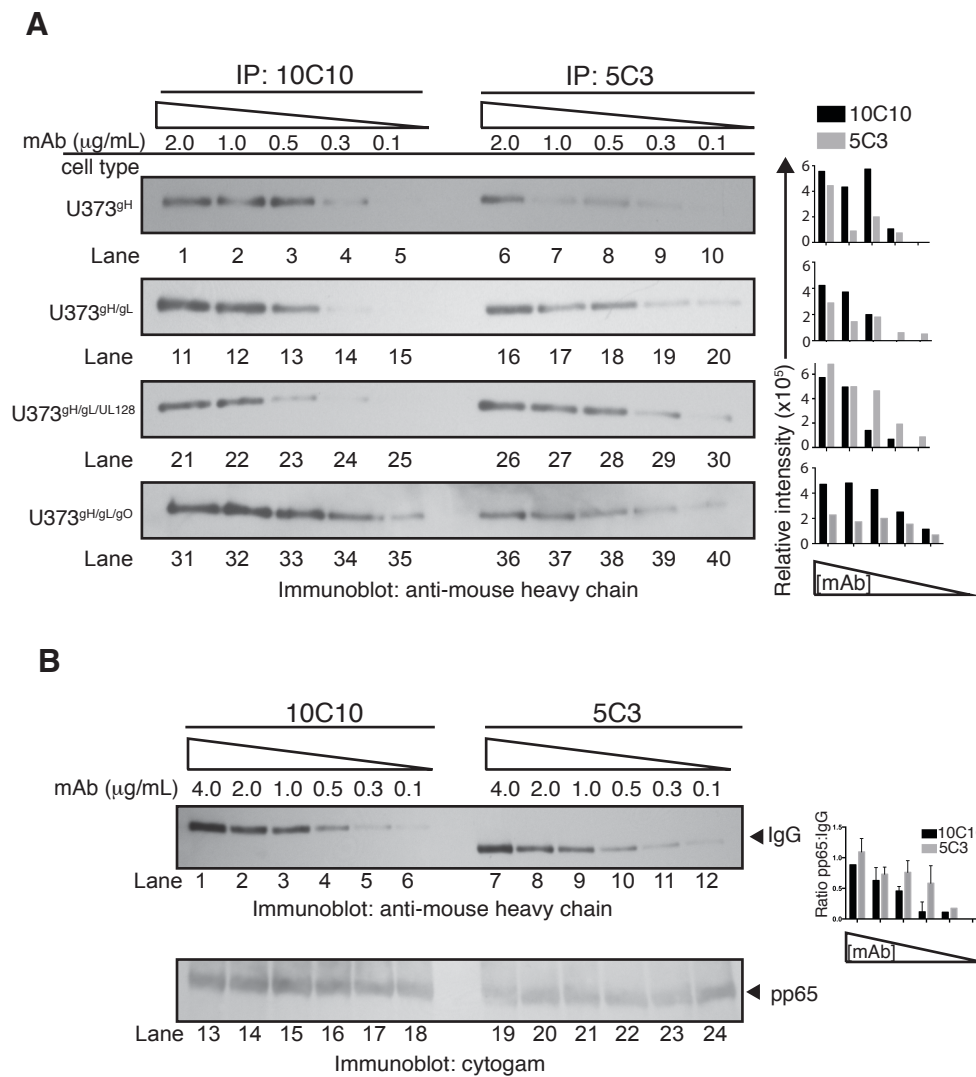 A
IP: 10C10 IP: 5C3
mAb (μg/mL) 2.0 1.0 0.5 0.3 0.1 2.0 1.0 0.5 0.3 0.1
cell type
U373gH
Lane 1 2 3 4 5 6 7 8 9 10
U373gH/gL
Lane 11 12 13 14 15 16 17 18 19 20
U373gH/gL/UL128
Lane 21 22 23 24 25 26 27 28 29 30
U373gH/gL/gO
Lane 31 32 33 34 35 36 37 38 39 40
Immunoblot: anti-mouse heavy chain
10C10
5C3
6
4
2
0
6
4
2
0
6
4
2
0
6
4
2
0
Relative intenssity (x10⁵)
[mAb]
B
10C10 5C3
mAb (μg/mL) 4.0 2.0 1.0 0.5 0.3 0.1 4.0 2.0 1.0 0.5 0.3 0.1
IgG
Lane 1 2 3 4 5 6 7 8 9 10 11 12
Immunoblot: anti-mouse heavy chain
pp65
Lane 13 14 15 16 17 18 19 20 21 22 23 24
Immunoblot: cytogam
Ratio pp65:IgG
1.5
1.0
0.5
0.0
10C1
5C3
[mAb]